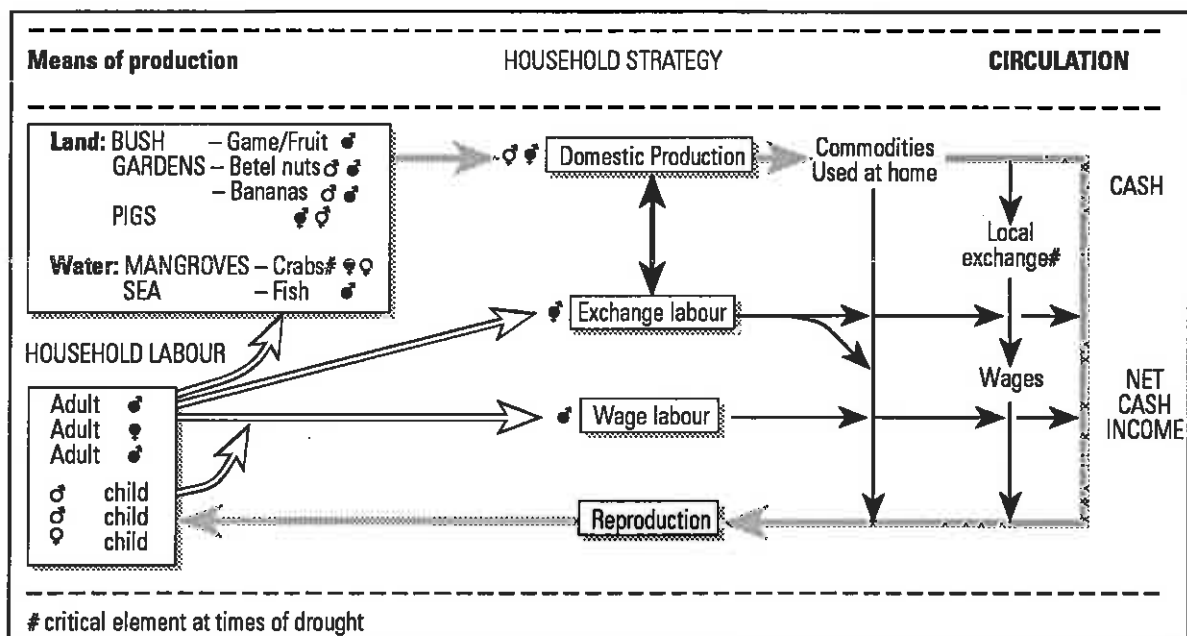 Means of production HOUSEHOLD STRATEGY CIRCULATION
Land: BUSH – Game/Fruit ♂
GARDENS – Betel nuts ♂ ♂
– Bananas ♂ ♂
PIGS
Water: MANGROVES – Crabs# ♀ ♀
SEA – Fish ♂
Domestic Production
Commodities
Used at home
CASH
Local
exchange#
Exchange labour
HOUSEHOLD LABOUR
Adult ♂
Adult ♀
Adult ♂
♂ child
♂ child
♀ child
♂ Wage labour
Wages
NET
CASH
INCOME
Reproduction
# critical element at times of drought